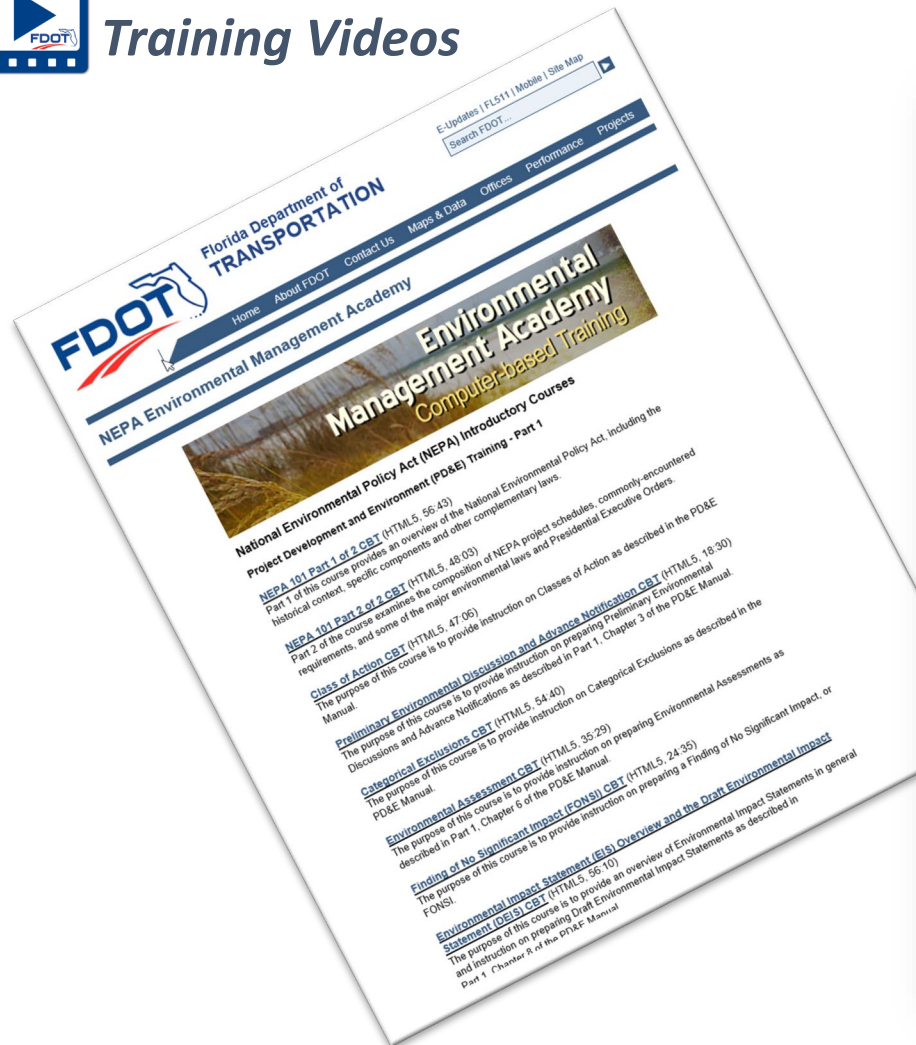 FDOT
Training Videos
E-Updates | FL511 | Mobile | Site Map
Search FDOT...
FDOT
Florida Department of
TRANSPORTATION
Home About FDOT Contact Us Maps & Data Offices Performance Projects
NEPA Environmental Management Academy
Environmental
Management Academy
Computer-based Training
National Environmental Policy Act (NEPA) Introductory Courses
Project Development and Environment (PD&E) Training - Part 1
NEPA 101 Part 1 of 2 CBT (HTML5, 56:43)
Part 1 of this course provides an overview of the National Environmental Policy Act, including the
historical context, specific components and other complementary laws.
NEPA 101 Part 2 of 2 CBT (HTML5, 48:03)
Part 2 of the course examines the composition of NEPA project schedules, commonly-encountered
requirements, and some of the major environmental laws and Presidential Executive Orders.
Class of Action CBT (HTML5, 47:06)
The purpose of this course is to provide instruction on Classes of Action as described in the PD&E
Manual.
Preliminary Environmental Discussion and Advance Notification CBT (HTML5, 18:30)
The purpose of this course is to provide instruction on preparing Preliminary Environmental
Discussions and Advance Notifications as described in Part 1, Chapter 3 of the PD&E Manual.
Categorical Exclusions CBT (HTML5, 54:40)
The purpose of this course is to provide instruction on Categorical Exclusions as described in the
PD&E Manual.
Environmental Assessment CBT (HTML5, 35:29)
The purpose of this course is to provide instruction on preparing Environmental Assessments as
described in Part 1, Chapter 6 of the PD&E Manual.
Finding of No Significant Impact (FONSI) CBT (HTML5, 24:35)
The purpose of this course is to provide instruction on preparing a Finding of No Significant Impact, or
FONSI.
Environmental Impact Statement (EIS) Overview and the Draft Environmental Impact
Statement (DEIS) CBT (HTML5, 56:10)
The purpose of this course is to provide an overview of Environmental Impact Statements in general
and instruction on preparing Draft Environmental Impact Statements as described in
Part 1, Chapter 8 of the PD&E Manual